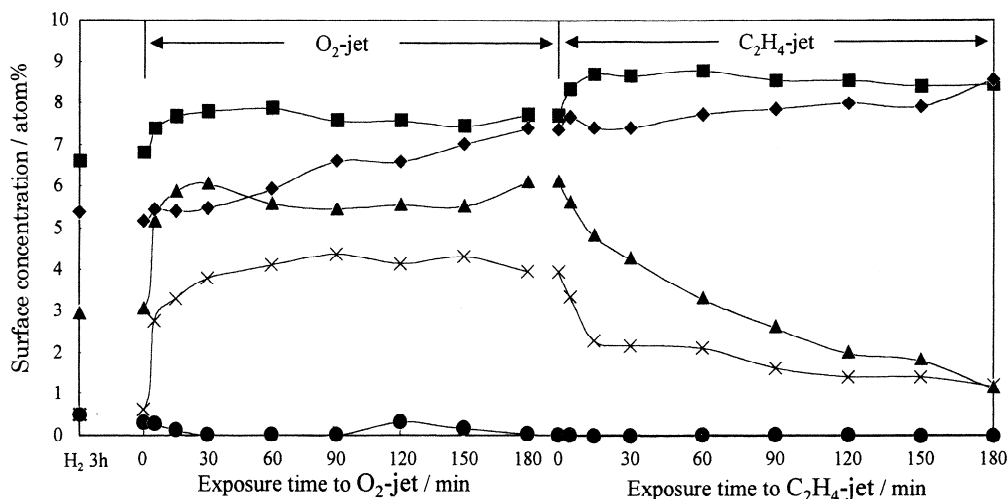 O2-jet
C2H4-jet
Surface concentration / atom%
10
9
8
7
6
5
4
3
2
1
0
H2 3h 0 30 60 90 120 150 180 0 30 60 90 120 150 180
Exposure time to O2-jet / min
Exposure time to C2H4-jet / min